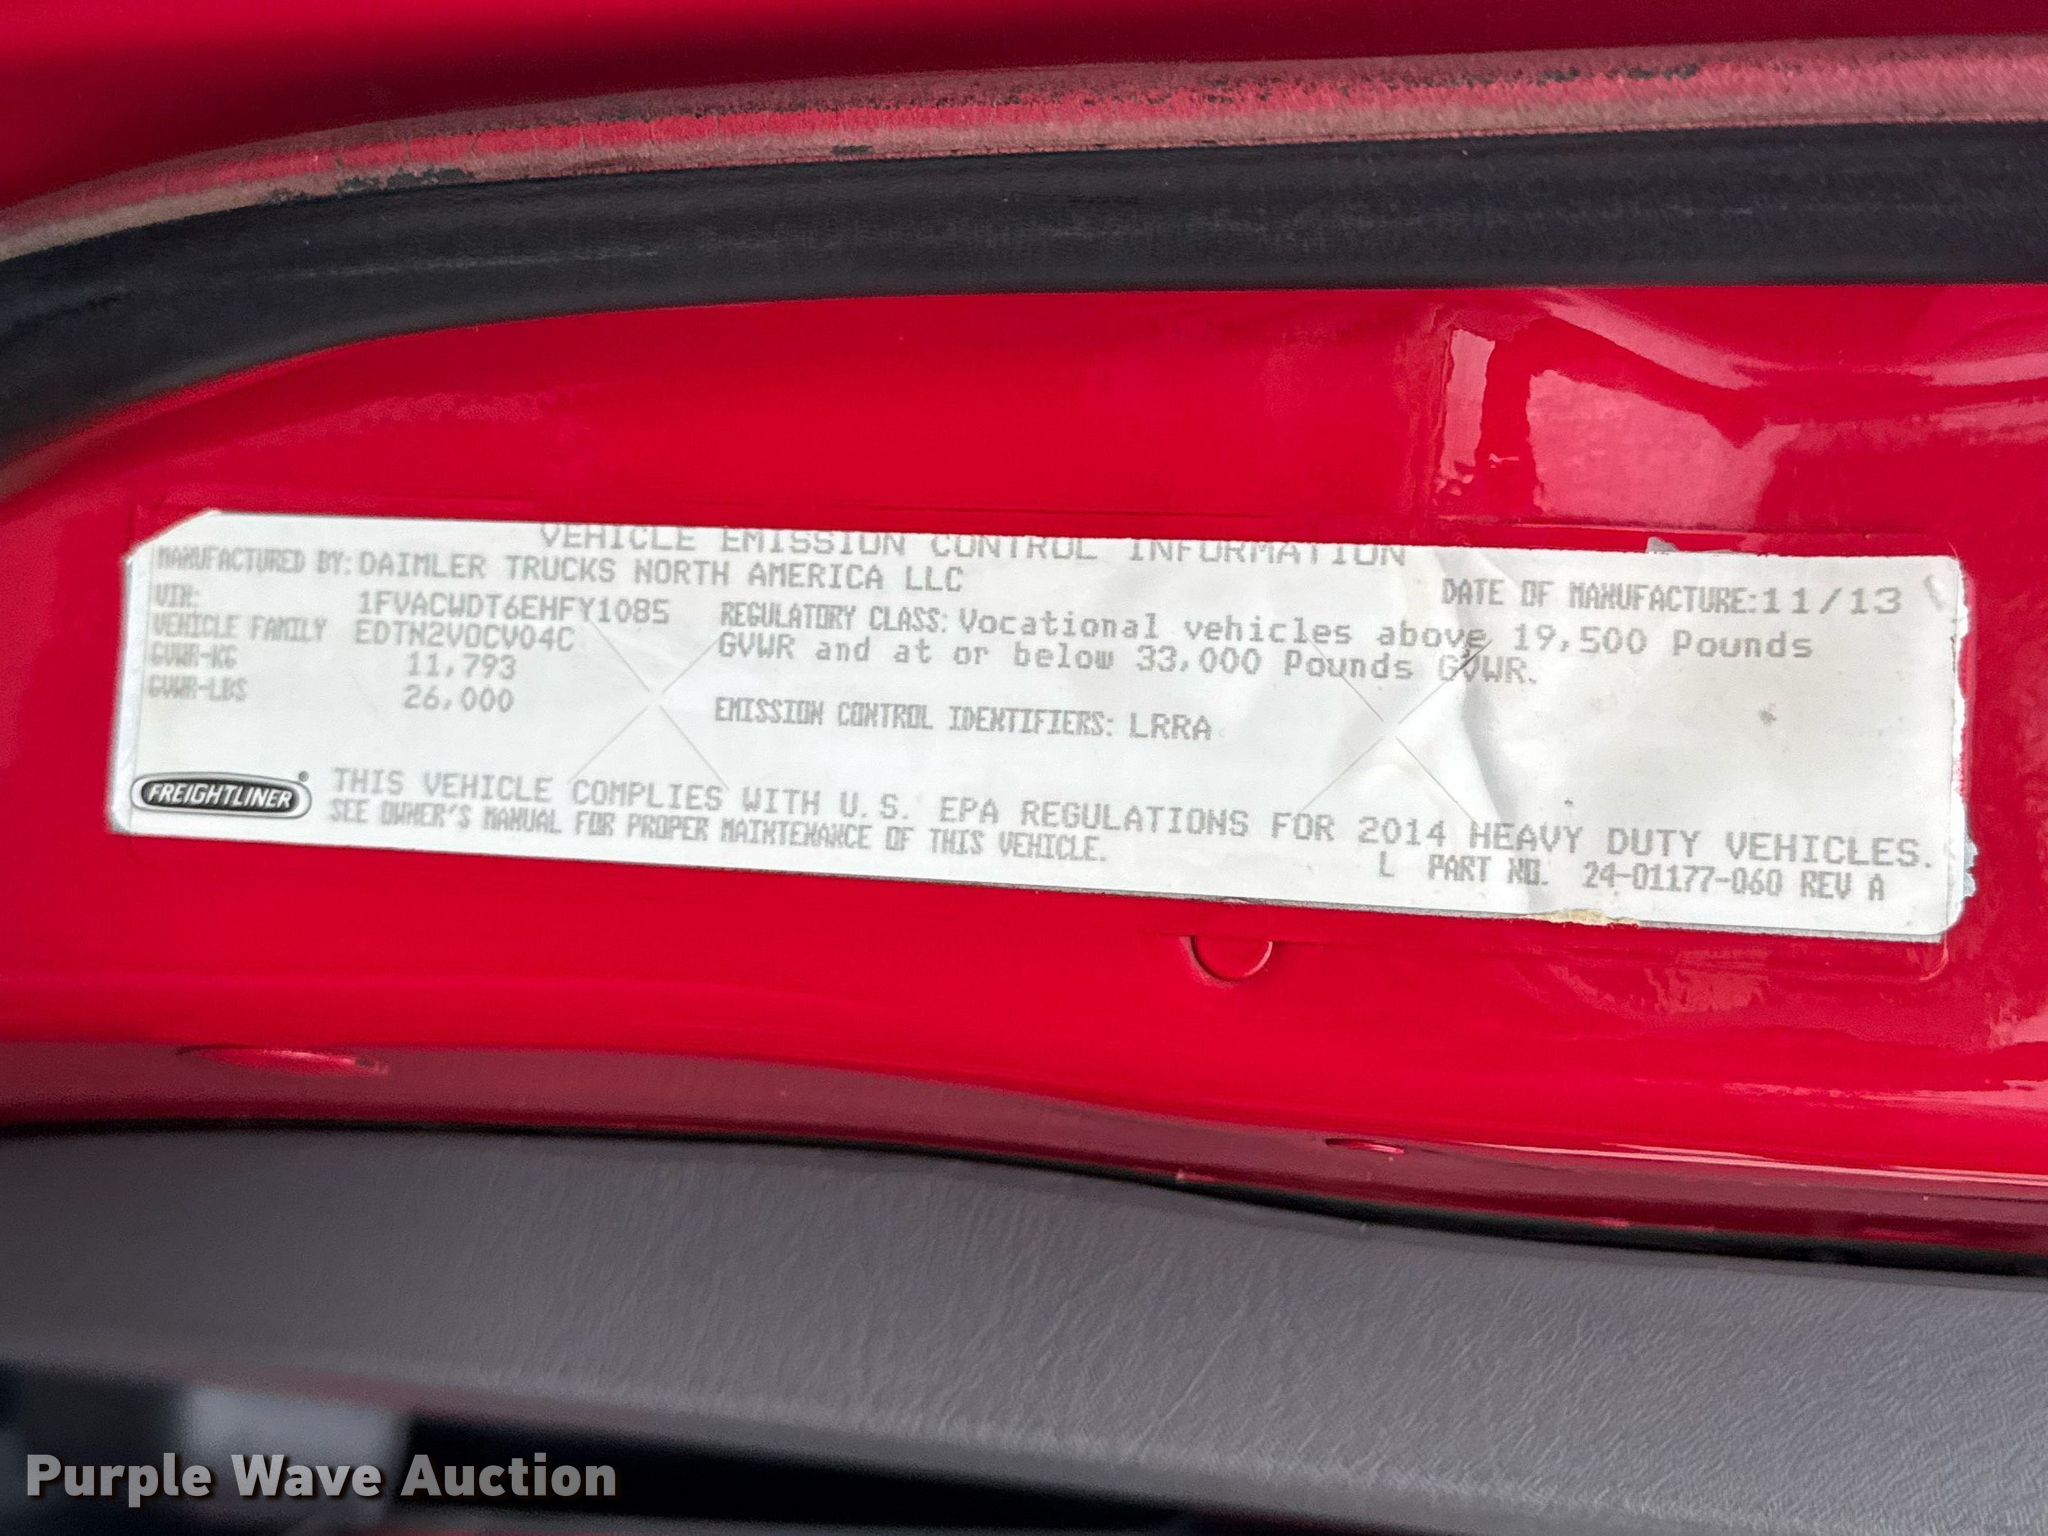 VEHICLE EMISSION CONTROL INFORMATION
MANUFACTURED BY: DAIMLER TRUCKS NORTH AMERICA LLC
DATE OF MANUFACTURE: 11/13
VIN: 1FVACWDT6EHFY1085
VEHICLE FAMILY EDTN2VOCV04C
GVWR-KG 11,793
GVWR-LBS 26,000
REGULATORY CLASS: Vocational vehicles above 19,500 Pounds
GVWR and at or below 33,000 Pounds GVWR.
EMISSION CONTROL IDENTIFIERS: LRRA
FREIGHTLINER®
THIS VEHICLE COMPLIES WITH U.S. EPA REGULATIONS FOR 2014 HEAVY DUTY VEHICLES.
SEE OWNER'S MANUAL FOR PROPER MAINTENANCE OF THIS VEHICLE.
L PART NO. 24-01177-060 REV A
Purple Wave Auction